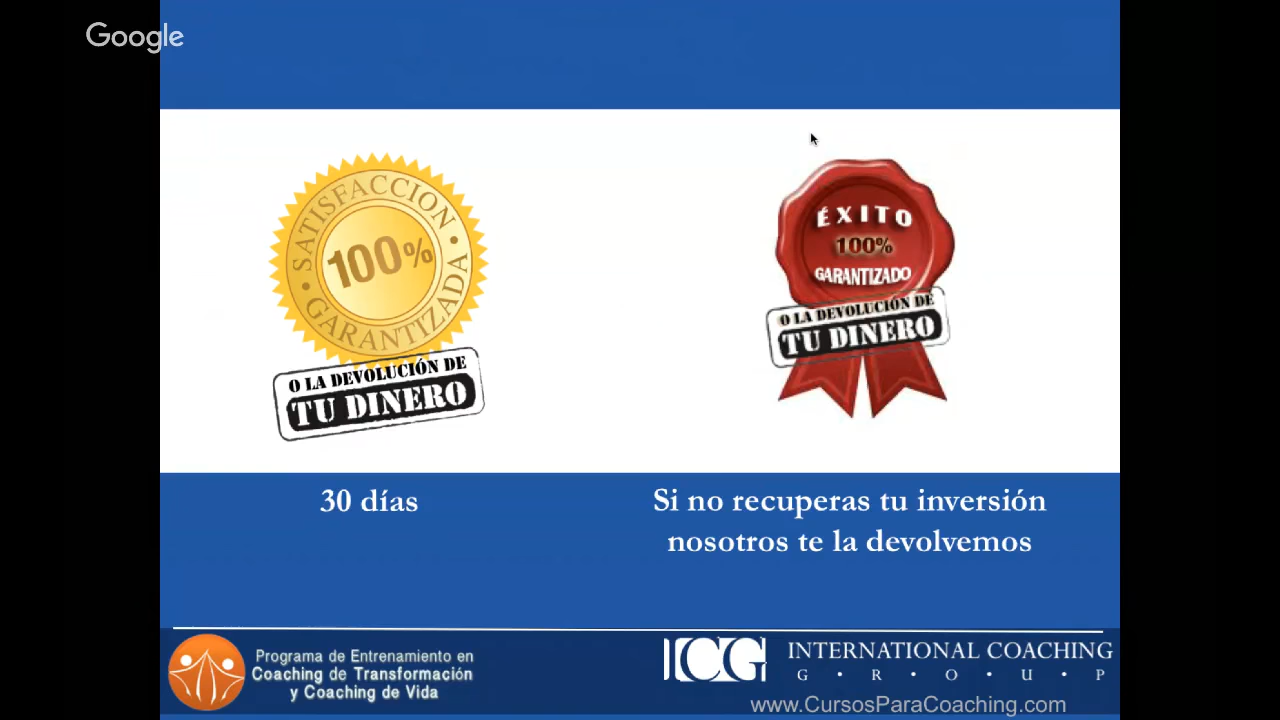 Google
SATISFACCION
100%
GARANTIZADA
O LA DEVOLUCIÓN DE
TU DINERO
ÉXITO
100%
GARANTIZADO
O LA DEVOLUCIÓN DE
TU DINERO
30 días
Si no recuperas tu inversión
nosotros te la devolvemos
Programa de Entrenamiento en
Coaching de Transformación
y Coaching de Vida
ICG
INTERNATIONAL COACHING
G • R • O • U • P
www.CursosParaCoaching.com